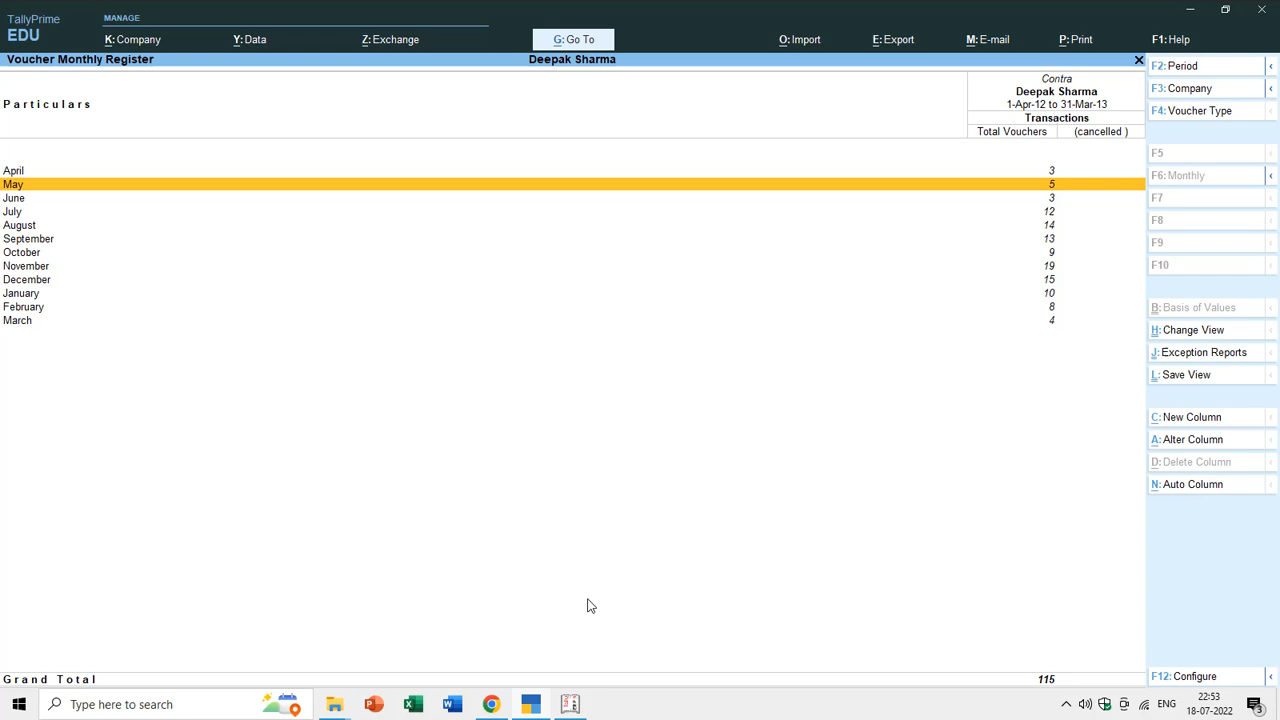 TallyPrime
EDU
MANAGE
K: Company
Y: Data
Z: Exchange
G: Go To
O: Import
E: Export
M: E-mail
P: Print
F1: Help
Voucher Monthly Register
Deepak Sharma
Particulars
Contra
Deepak Sharma
1-Apr-12 to 31-Mar-13
Transactions
Total Vouchers (cancelled )
April 3
May 5
June 3
July 12
August 14
September 13
October 9
November 19
December 15
January 10
February 8
March 4
Grand Total 115
F2: Period
F3: Company
F4: Voucher Type
F5
F6: Monthly
F7
F8
F9
F10
B: Basis of Values
H: Change View
J: Exception Reports
L: Save View
C: New Column
A: Alter Column
D: Delete Column
N: Auto Column
F12: Configure
Type here to search
ENG
22:53
18-07-2022
3